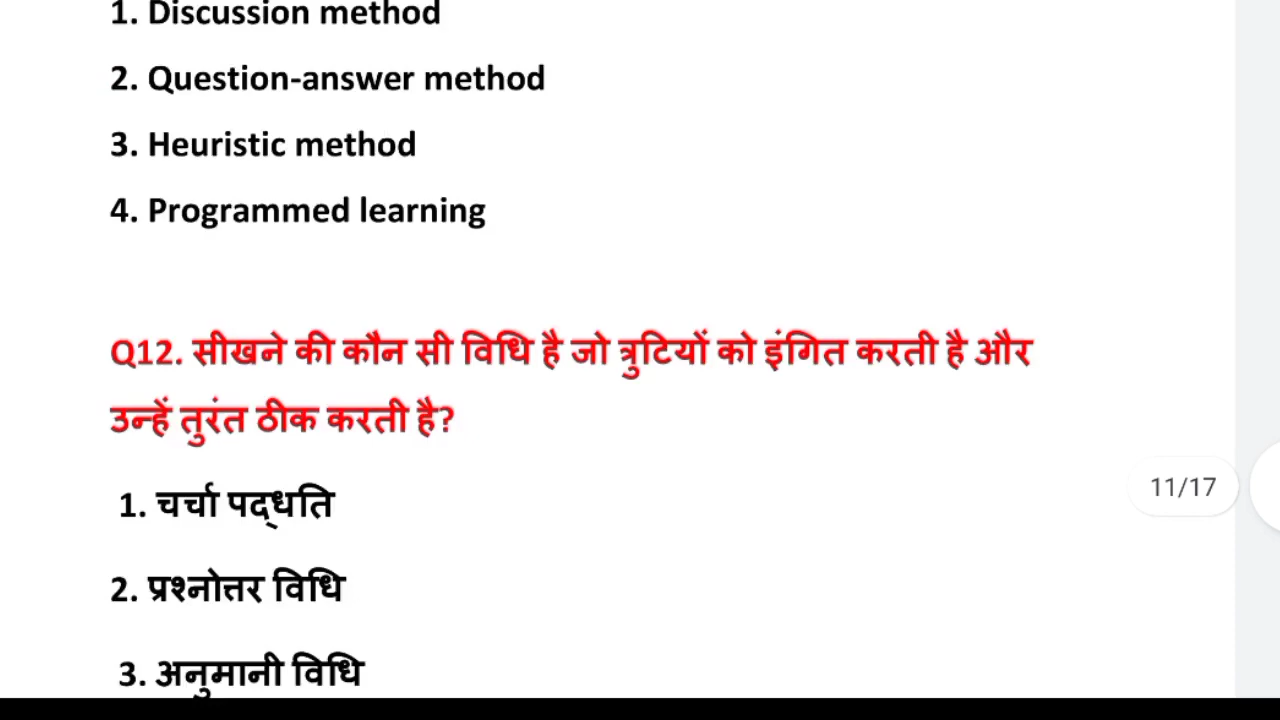 1. Discussion method
2. Question-answer method
3. Heuristic method
4. Programmed learning
Q12. सीखने की कौन सी विधि है जो त्रुटियों को इंगित करती है और
उन्हें तुरंत ठीक करती है?
1. चर्चा पद्धति
2. प्रश्नोत्तर विधि
3. अनुमानी विधि
11/17